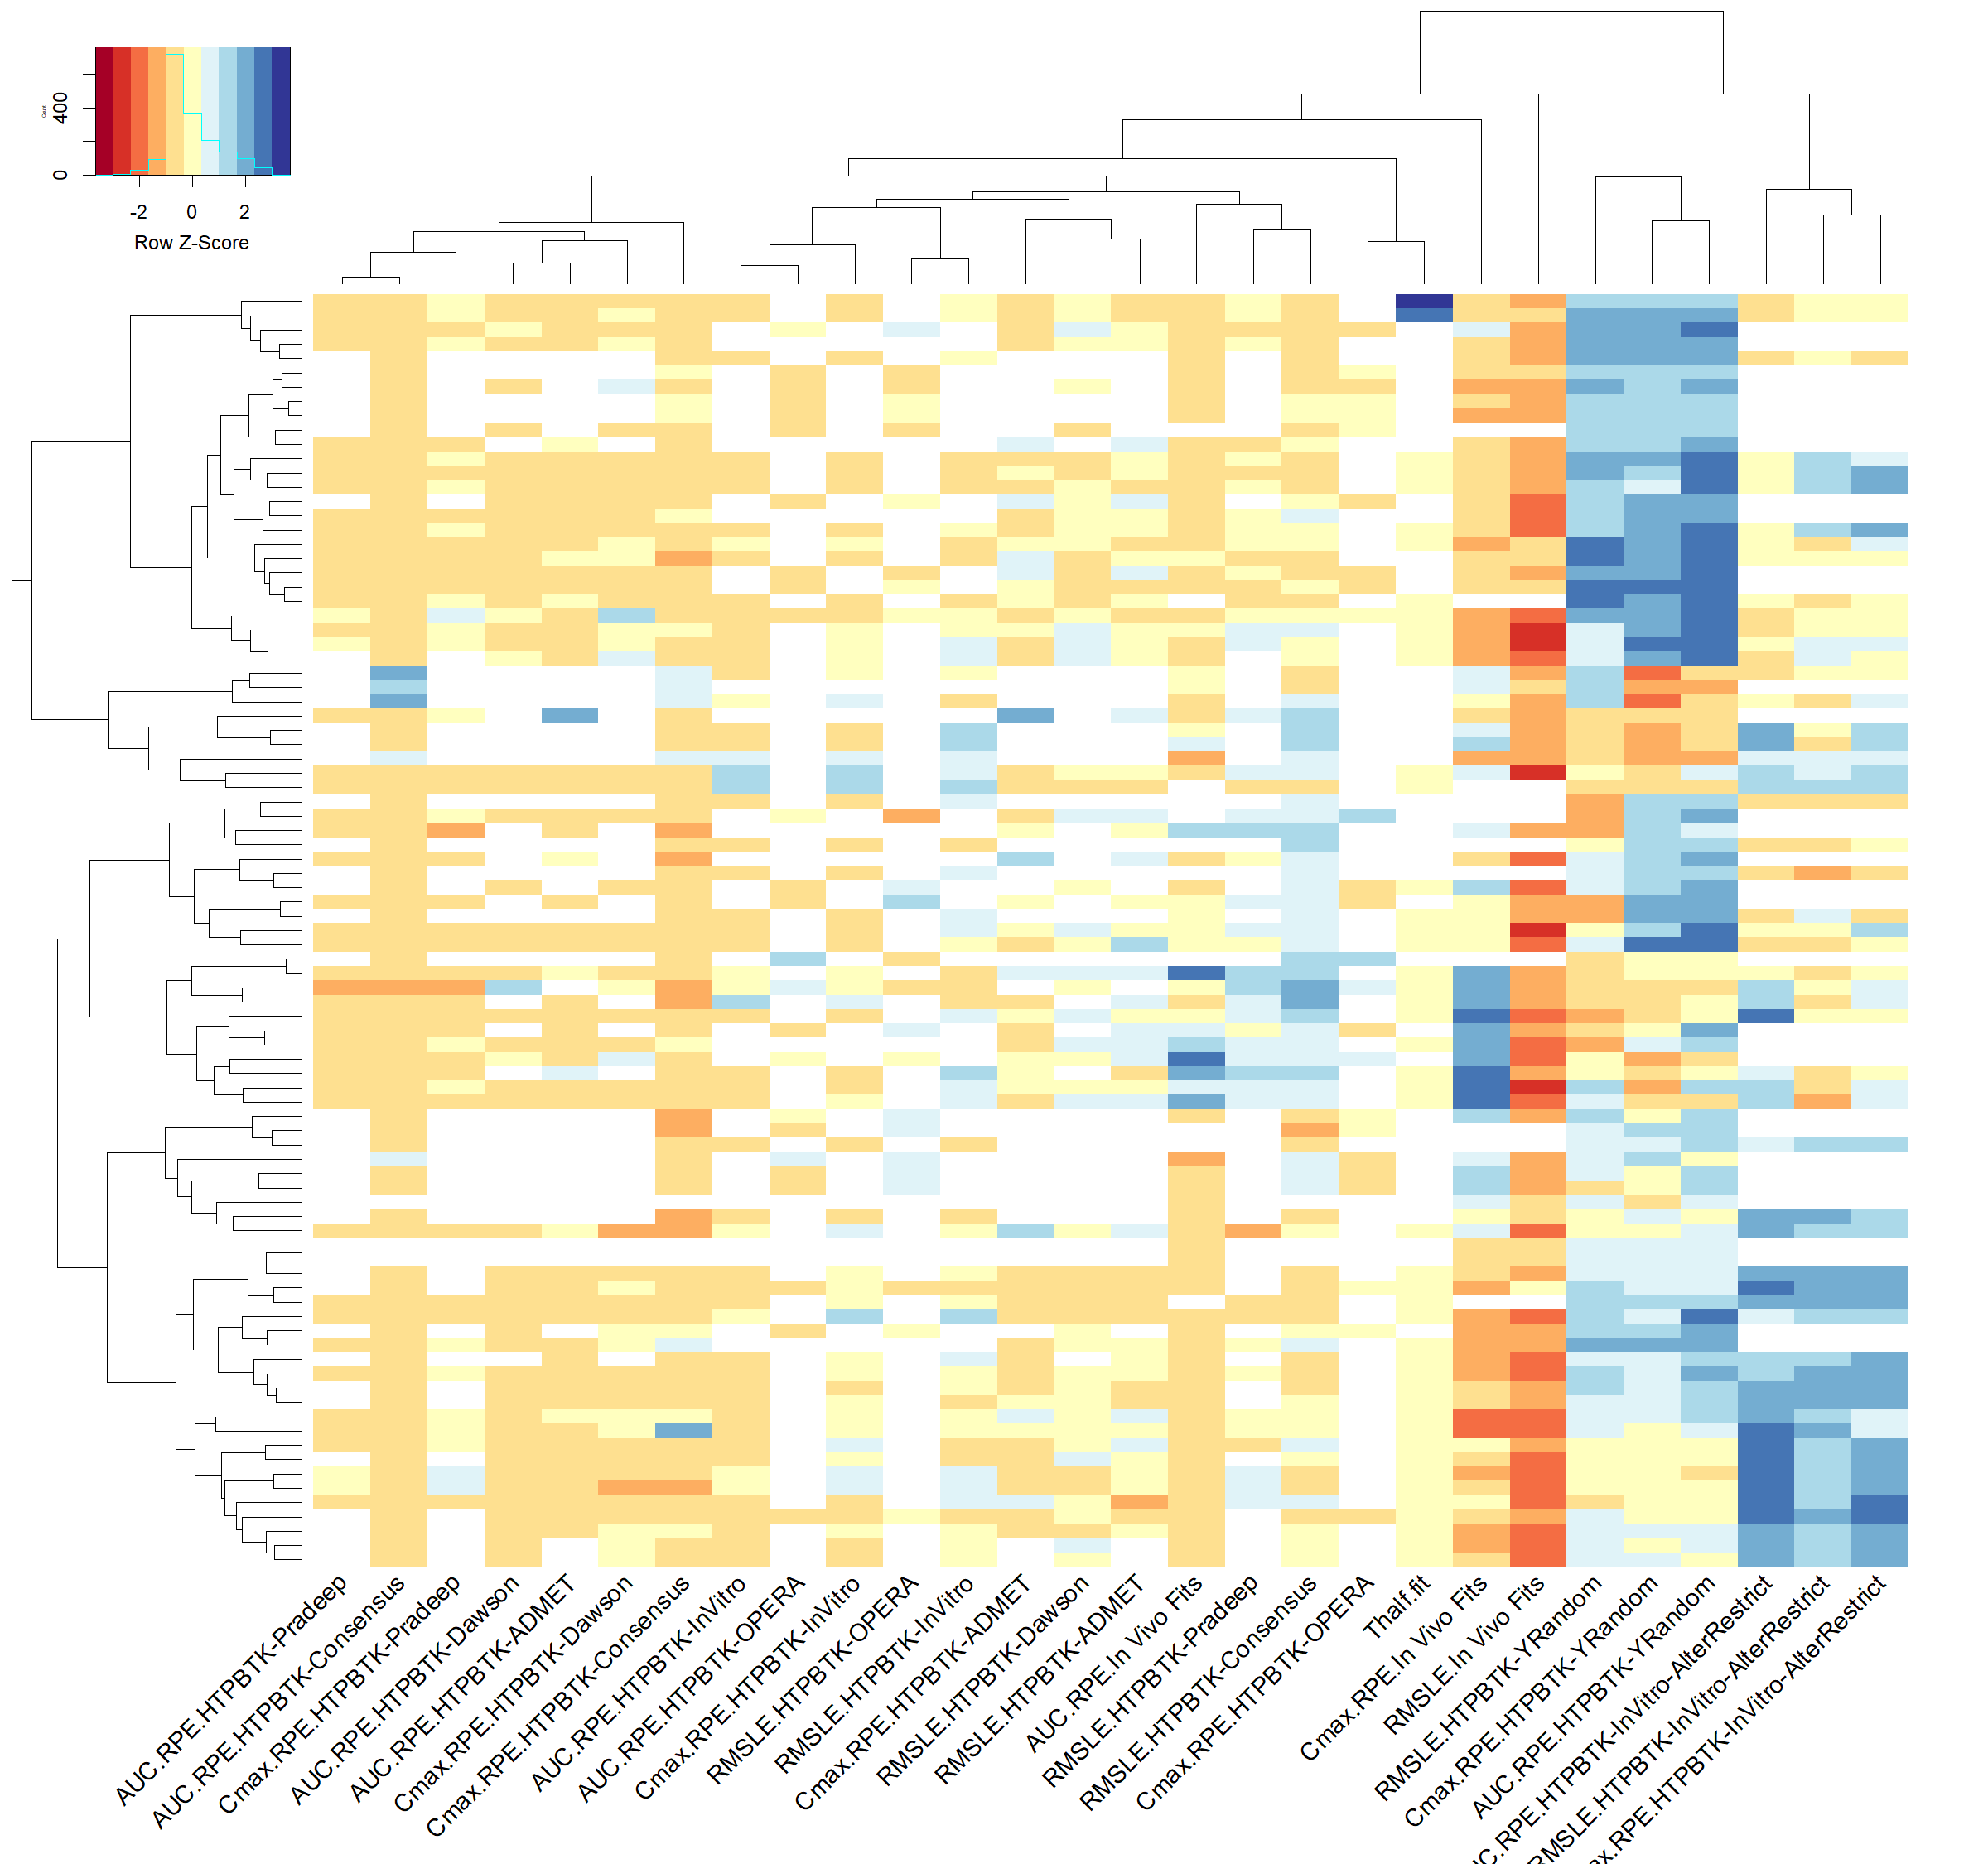 Count
0
400
-2
0
2
Row Z-Score
AUC.RPE.HTPBTK-Pradeep
AUC.RPE.HTPBTK-Consensus
Cmax.RPE.HTPBTK-Pradeep
AUC.RPE.HTPBTK-Dawson
AUC.RPE.HTPBTK-ADMET
Cmax.RPE.HTPBTK-Dawson
Cmax.RPE.HTPBTK-Consensus
AUC.RPE.HTPBTK-InVitro
AUC.RPE.HTPBTK-OPERA
Cmax.RPE.HTPBTK-InVitro
RMSLE.HTPBTK-OPERA
RMSLE.HTPBTK-InVitro
Cmax.RPE.HTPBTK-ADMET
RMSLE.HTPBTK-Dawson
RMSLE.HTPBTK-ADMET
AUC.RPE.In Vivo Fits
RMSLE.HTPBTK-Pradeep
RMSLE.HTPBTK-Consensus
Cmax.RPE.HTPBTK-OPERA
Thalf.fit
Cmax.RPE.In Vivo Fits
RMSLE.In Vivo Fits
RMSLE.HTPBTK-YRandom
Cmax.RPE.HTPBTK-YRandom
AUC.RPE.HTPBTK-YRandom
UC.RPE.HTPBTK-InVitro-AlterRestrict
RMSLE.HTPBTK-InVitro-AlterRestrict
ax.RPE.HTPBTK-InVitro-AlterRestrict